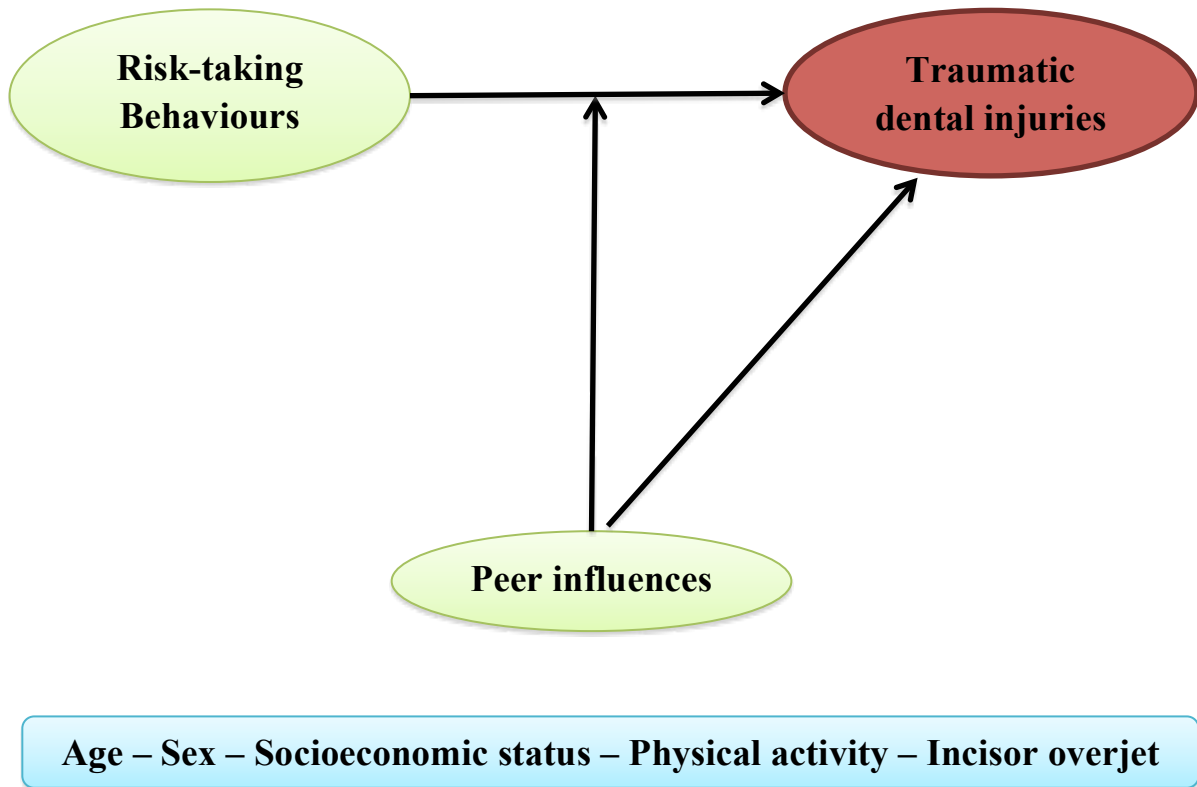 Risk-taking
Behaviours
Traumatic
dental injuries
Peer influences
Age – Sex – Socioeconomic status – Physical activity – Incisor overjet